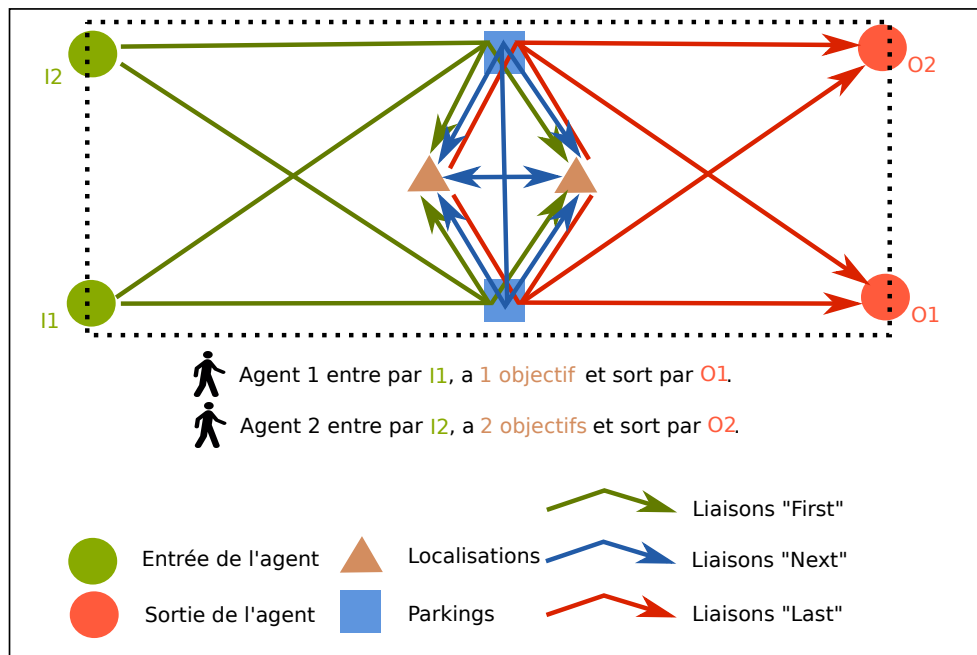 I2
O2
I1
O1
Agent 1 entre par I1, a 1 objectif et sort par O1.
Agent 2 entre par I2, a 2 objectifs et sort par O2.
Liaisons "First"
Entrée de l'agent
Localisations
Liaisons "Next"
Sortie de l'agent
Parkings
Liaisons "Last"